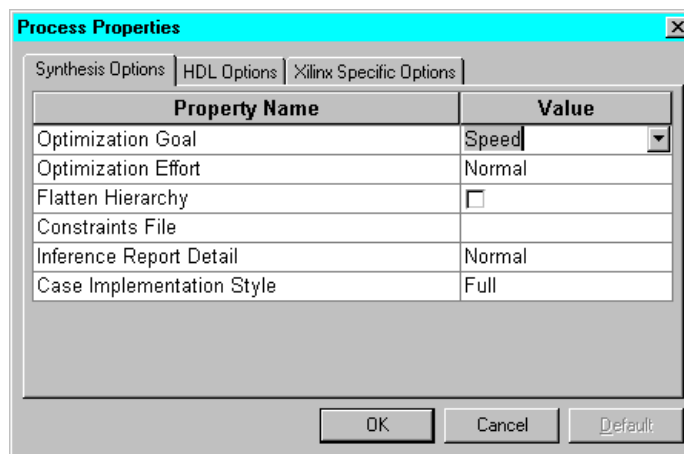 Process Properties
Synthesis Options HDL Options Xilinx Specific Options
Property Name Value
Optimization Goal Speed
Optimization Effort Normal
Flatten Hierarchy
Constraints File
Inference Report Detail Normal
Case Implementation Style Full
OK Cancel Default